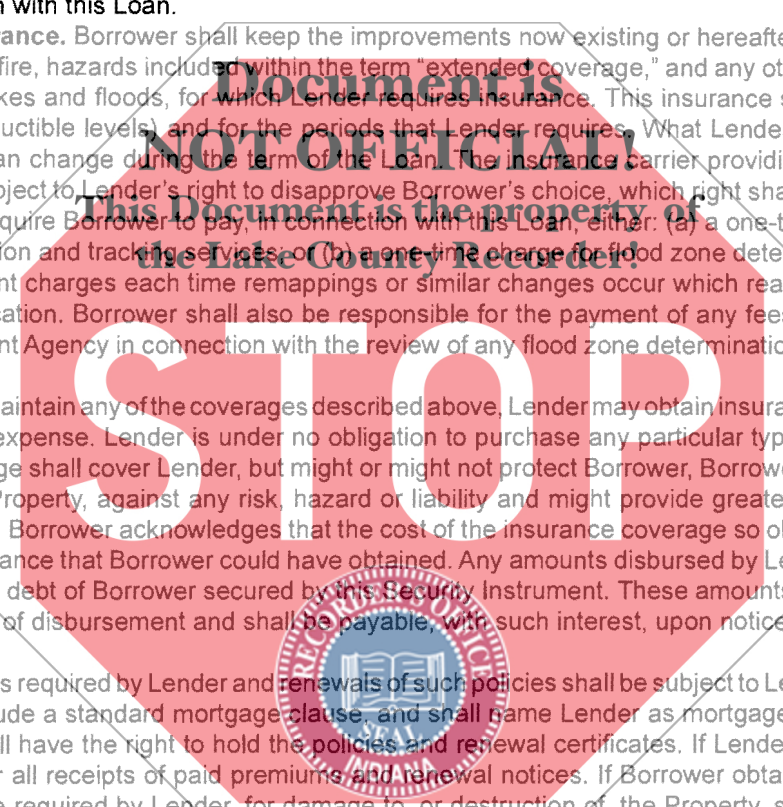 n with this Loan.
ance. Borrower shall keep the improvements now existing or hereafte
fire, hazards included within the term "extended coverage," and any ot
kes and floods, for which Lender requires insurance. This insurance s
uctible levels) and for the periods that Lender requires. What Lende
an change during the term of the Loan. The insurance carrier providi
bject to Lender's right to disapprove Borrower's choice, which right sha
quire Borrower to pay, in connection with this Loan, either: (a) a one-t
ion and tracking services; or (b) a one-time charge for flood zone dete
nt charges each time remappings or similar changes occur which rea
ation. Borrower shall also be responsible for the payment of any fees
nt Agency in connection with the review of any flood zone determinatio
Document is
NOT OFFICIAL!
This Document is the property of
the Lake County Recorder!
STOP
aintain any of the coverages described above, Lender may obtain insura
expense. Lender is under no obligation to purchase any particular typ
ge shall cover Lender, but might or might not protect Borrower, Borrowe
Property, against any risk, hazard or liability and might provide greate
Borrower acknowledges that the cost of the insurance coverage so ob
ance that Borrower could have obtained. Any amounts disbursed by Le
debt of Borrower secured by this Security Instrument. These amounts
of disbursement and shall be payable, with such interest, upon notice
s required by Lender and renewals of such policies shall be subject to Le
ude a standard mortgage clause, and shall name Lender as mortgage
ll have the right to hold the policies and renewal certificates. If Lende
r all receipts of paid premiums and renewal notices. If Borrower obta
e required by Lender, for damage to, or destruction of, the Property, s
RECORDER'S OFFICE
SEAL
INDIANA